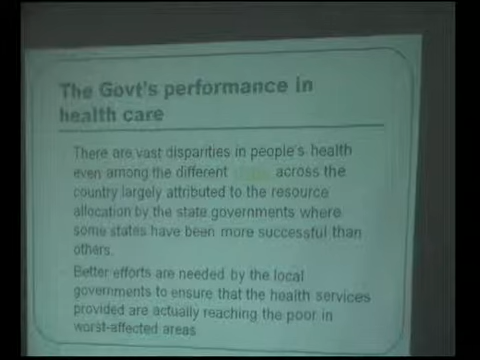 The Govt's performance in
health care
There are vast disparities in people's health
even among the different across the
country largely attributed to the resource
allocation by the state governments where
some states have been more successful than
others.
Better efforts are needed by the local
governments to ensure that the health services
provided are actually reaching the poor in
worst-affected areas